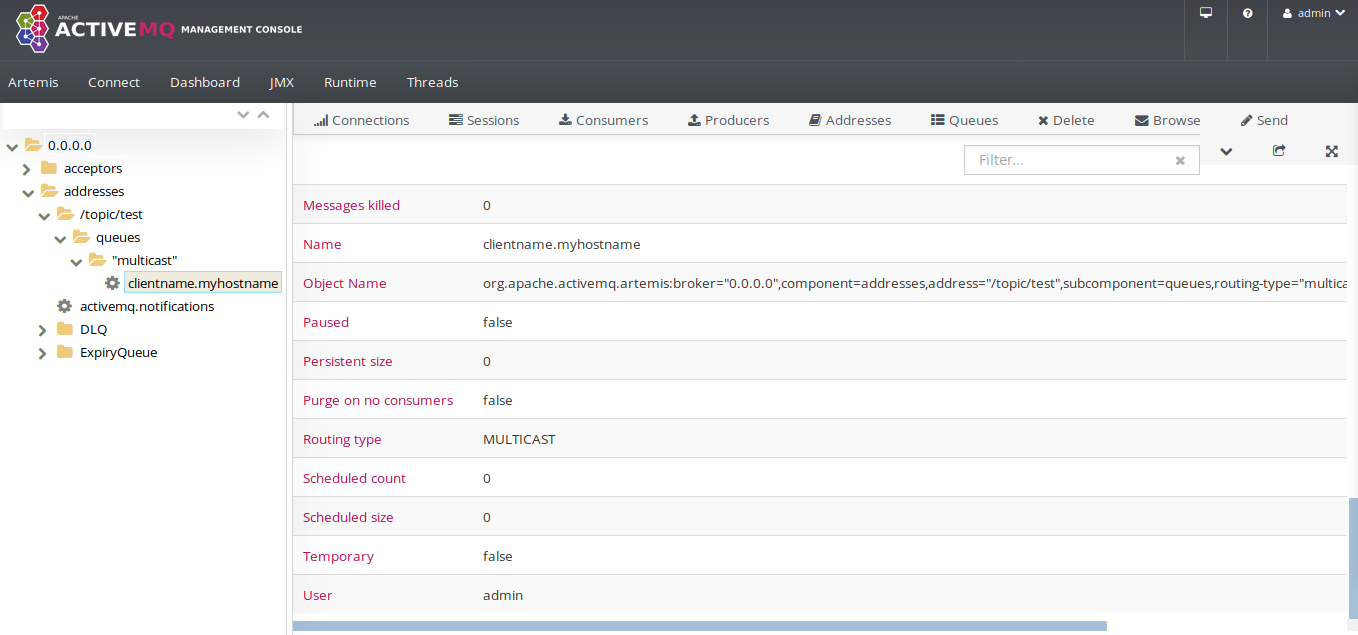 APACHE
ACTIVEMQ MANAGEMENT CONSOLE
admin
Artemis Connect Dashboard JMX Runtime Threads
Connections Sessions Consumers Producers Addresses Queues Delete Browse Send
Filter...
0.0.0.0
acceptors
addresses
/topic/test
queues
"multicast"
clientname.myhostname
activemq.notifications
DLQ
ExpiryQueue
Messages killed 0
Name clientname.myhostname
Object Name org.apache.activemq.artemis:broker="0.0.0.0",component=addresses,address="/topic/test",subcomponent=queues,routing-type="multica
Paused false
Persistent size 0
Purge on no consumers false
Routing type MULTICAST
Scheduled count 0
Scheduled size 0
Temporary false
User admin